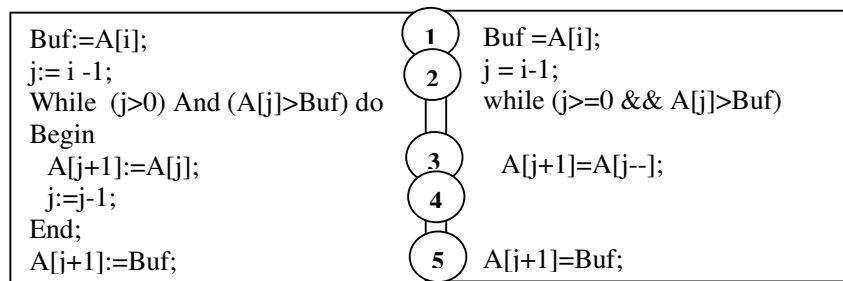 Buf:=A[i];
j:= i -1;
While (j>0) And (A[j]>Buf) do
Begin
A[j+1]:=A[j];
j:=j-1;
End;
A[j+1]:=Buf;
1
2
3
4
5
Buf =A[i];
j = i-1;
while (j>=0 && A[j]>Buf)
A[j+1]=A[j--];
A[j+1]=Buf;